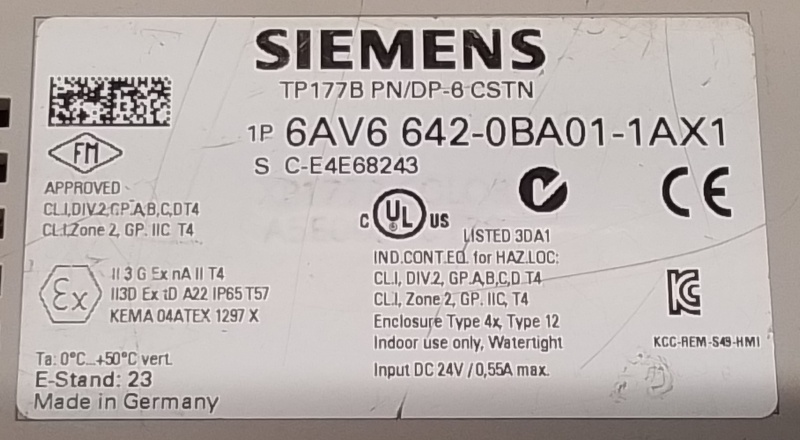 SIEMENS
TP177B PN/DP-6 CSTN
1P 6AV6 642-0BA01-1AX1
S C-E4E68243
FM
APPROVED
CL.I,DIV.2,GP.A,B,C,D T4
CL.I,Zone 2, GP. IIC T4
C UL US
LISTED 3DA1
IND.CONT.EQ. for HAZ.LOC:
CL.I, DIV.2, GP.A,B,C,D T4
CL.I, Zone 2, GP. IIC, T4
Enclosure Type 4x, Type 12
Indoor use only, Watertight
Input DC 24V / 0,55A max.
CE
Ex
II 3 G Ex nA II T4
II3D Ex tD A22 IP65 T57
KEMA 04ATEX 1297 X
KCC-REM-S49-HMI
Ta: 0°C...+50°C vert.
E-Stand: 23
Made in Germany